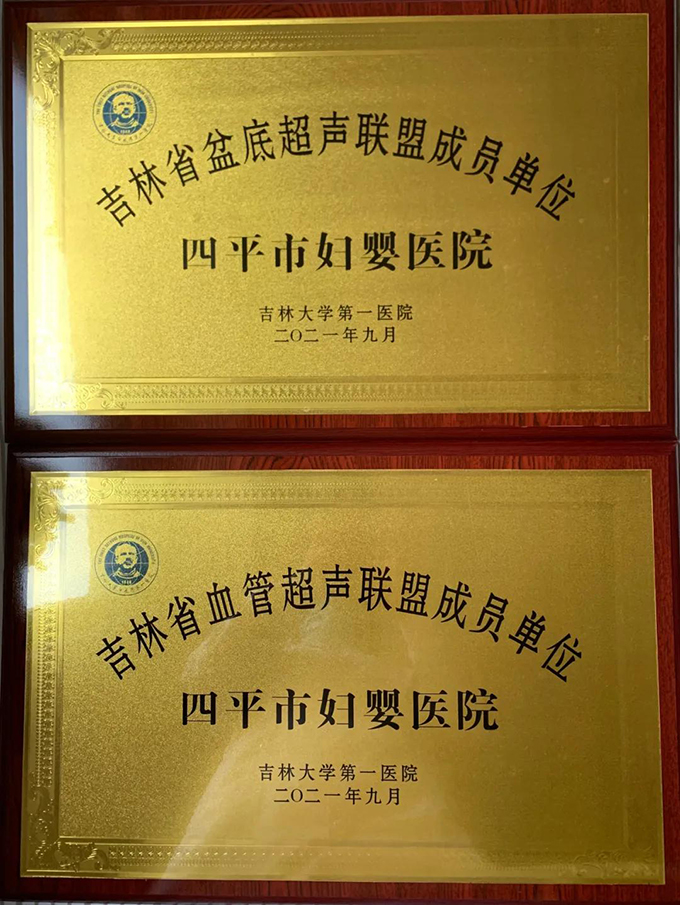 吉林省盆底超声联盟成员单位
四平市妇婴医院
吉林大学第一医院
二〇二一年九月
吉林省血管超声联盟成员单位
四平市妇婴医院
吉林大学第一医院
二〇二一年九月